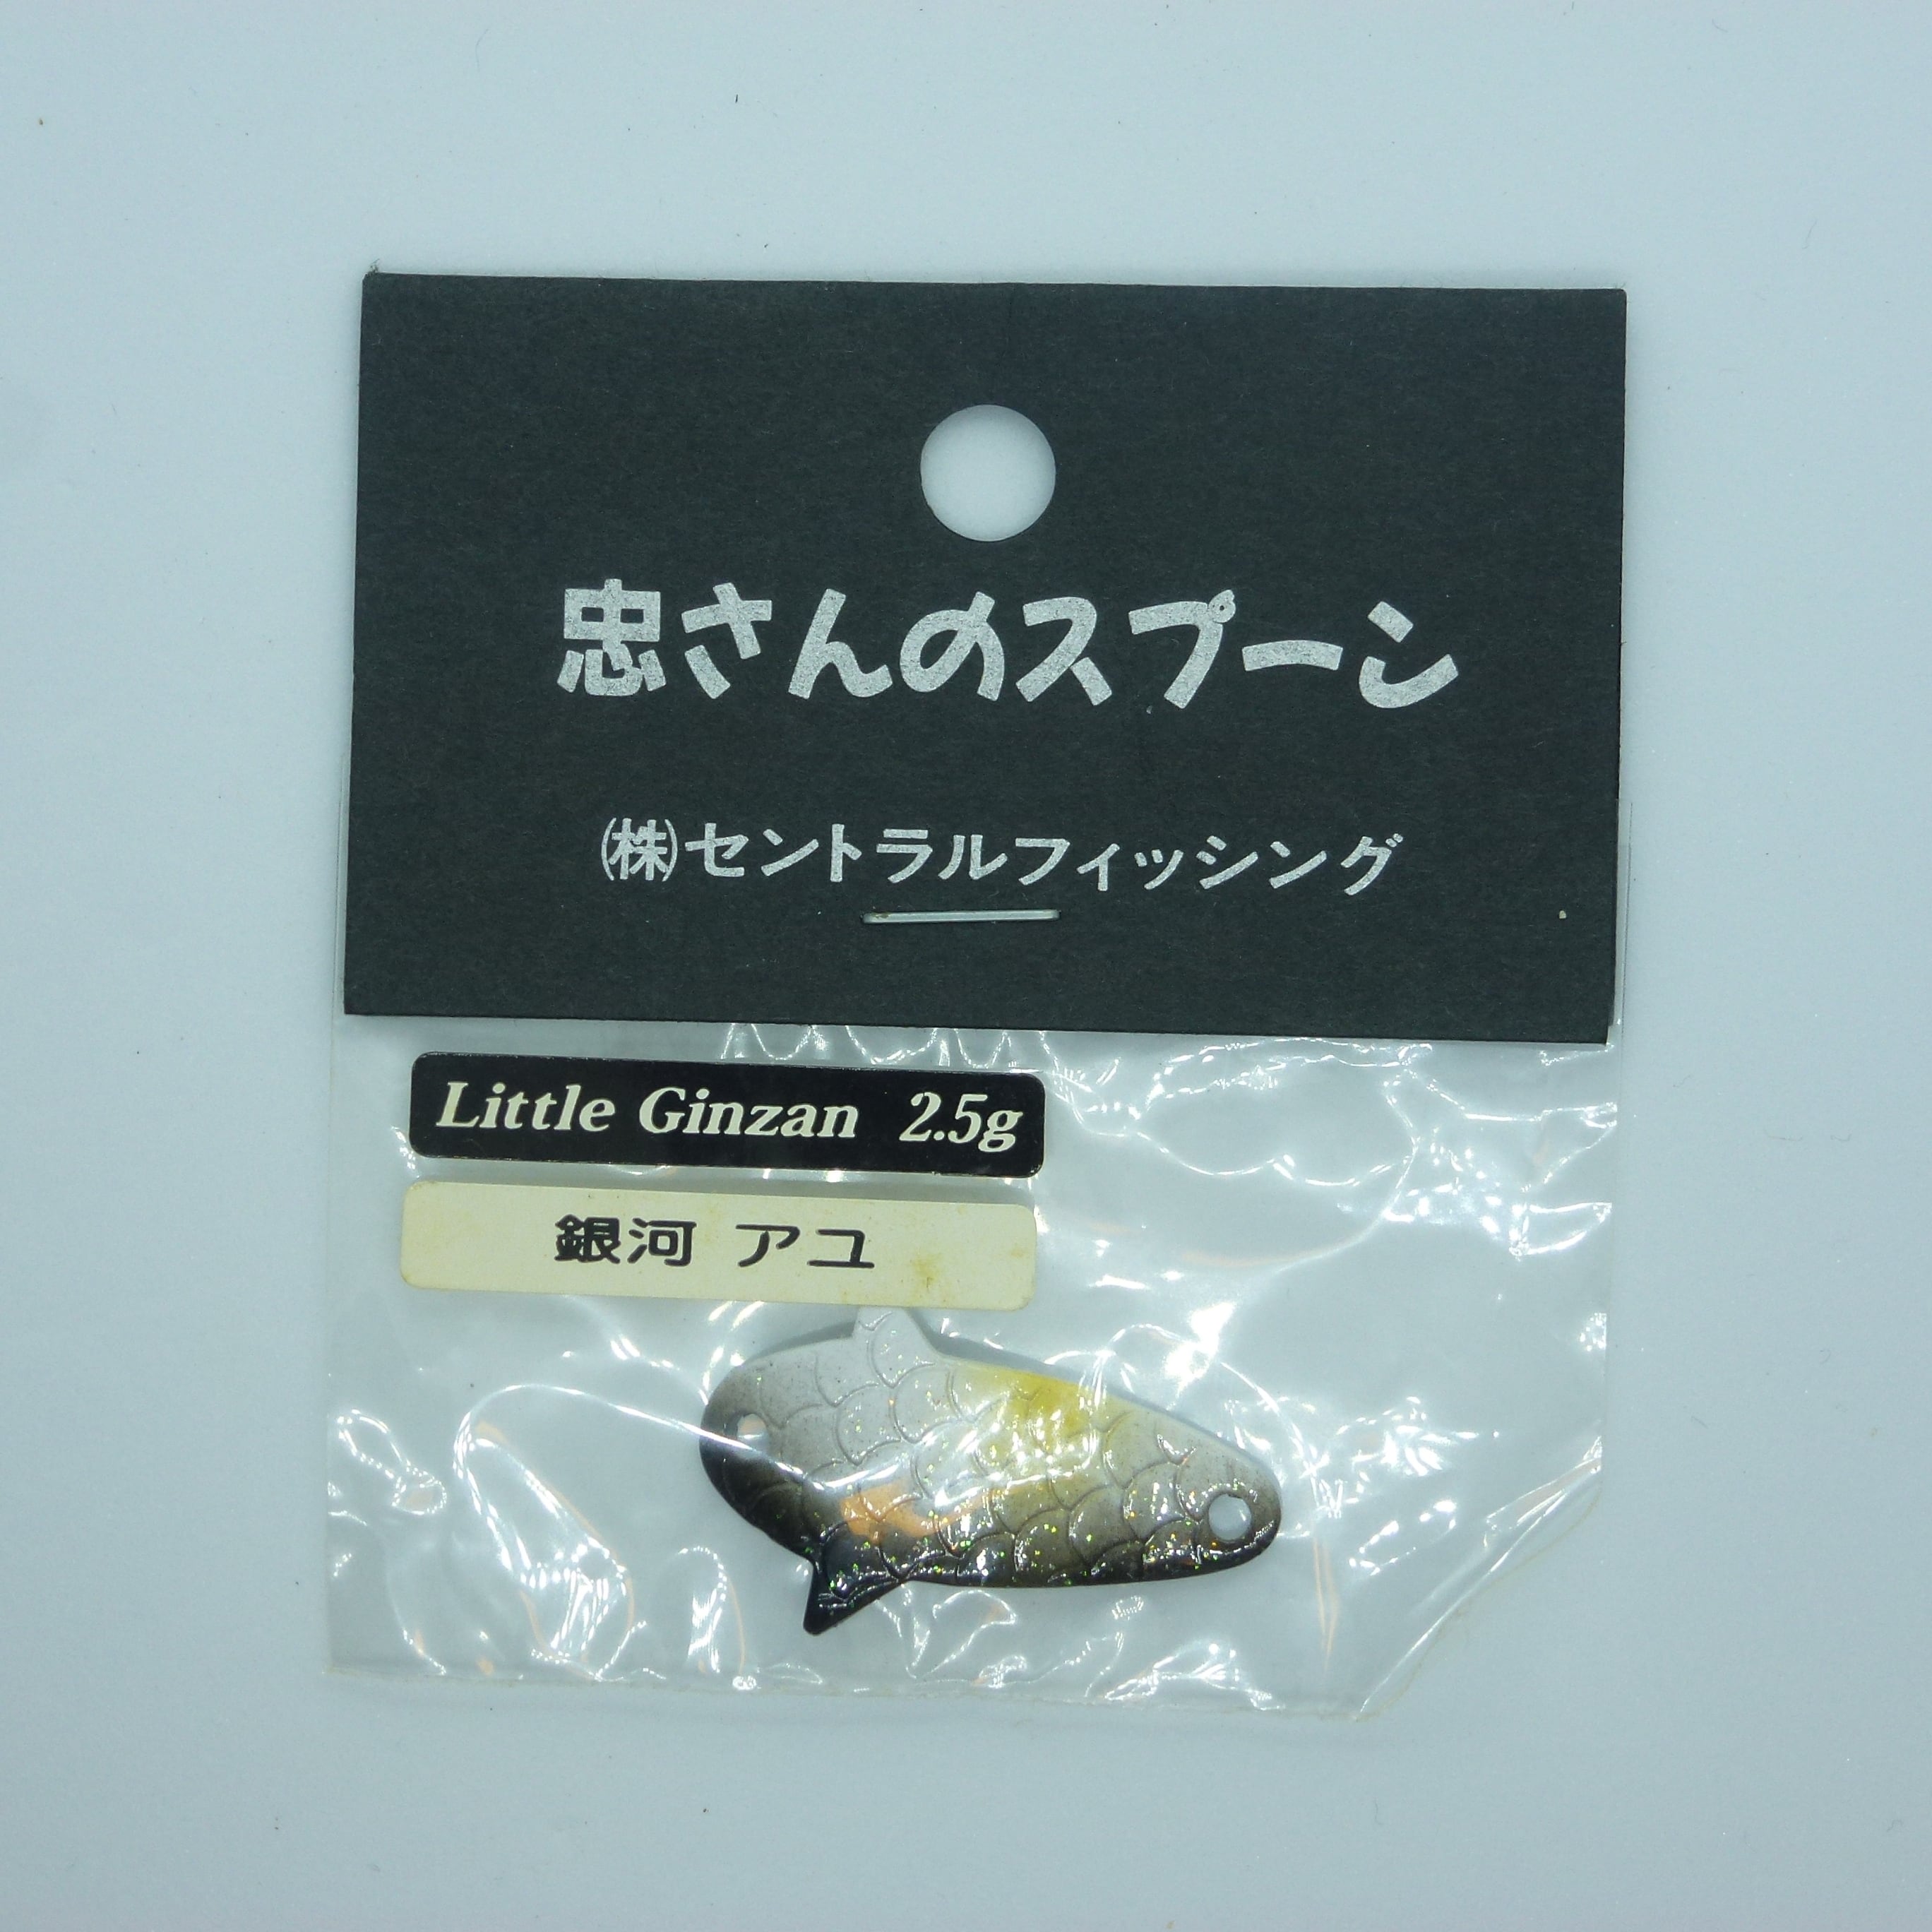 忠さんのスプーン
㈱セントラルフィッシング
Little Ginzan 2.5g
銀河 アユ